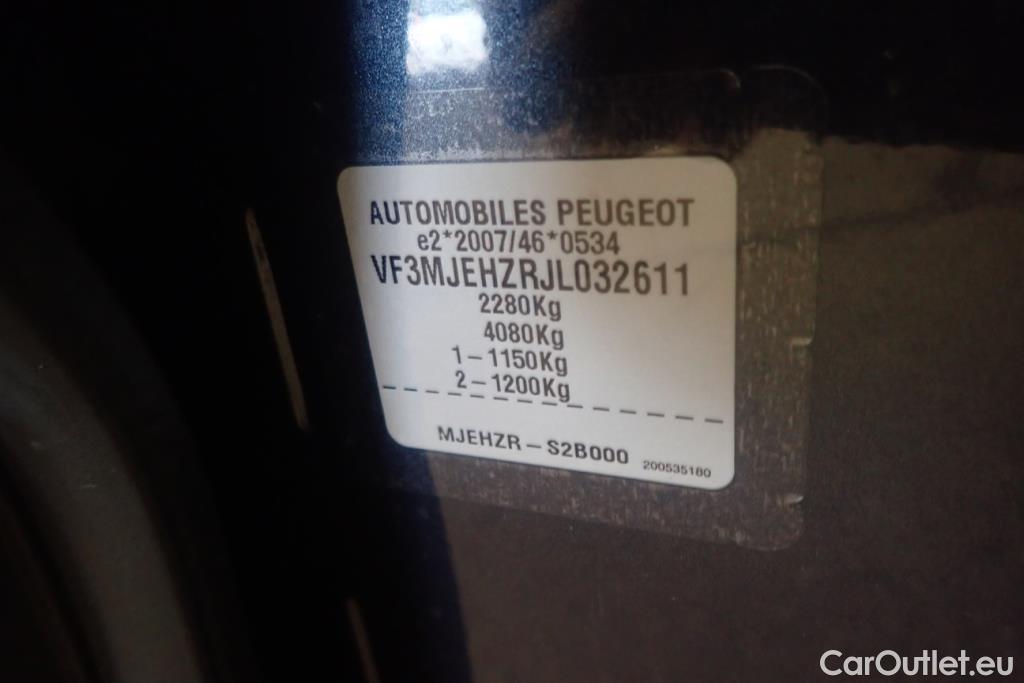 AUTOMOBILES PEUGEOT
e2*2007/46*0534
VF3MJEHZRJL032611
2280Kg
4080Kg
1-1150Kg
2-1200Kg
MJEHZR-S2B000 200535180
CarOutlet.eu